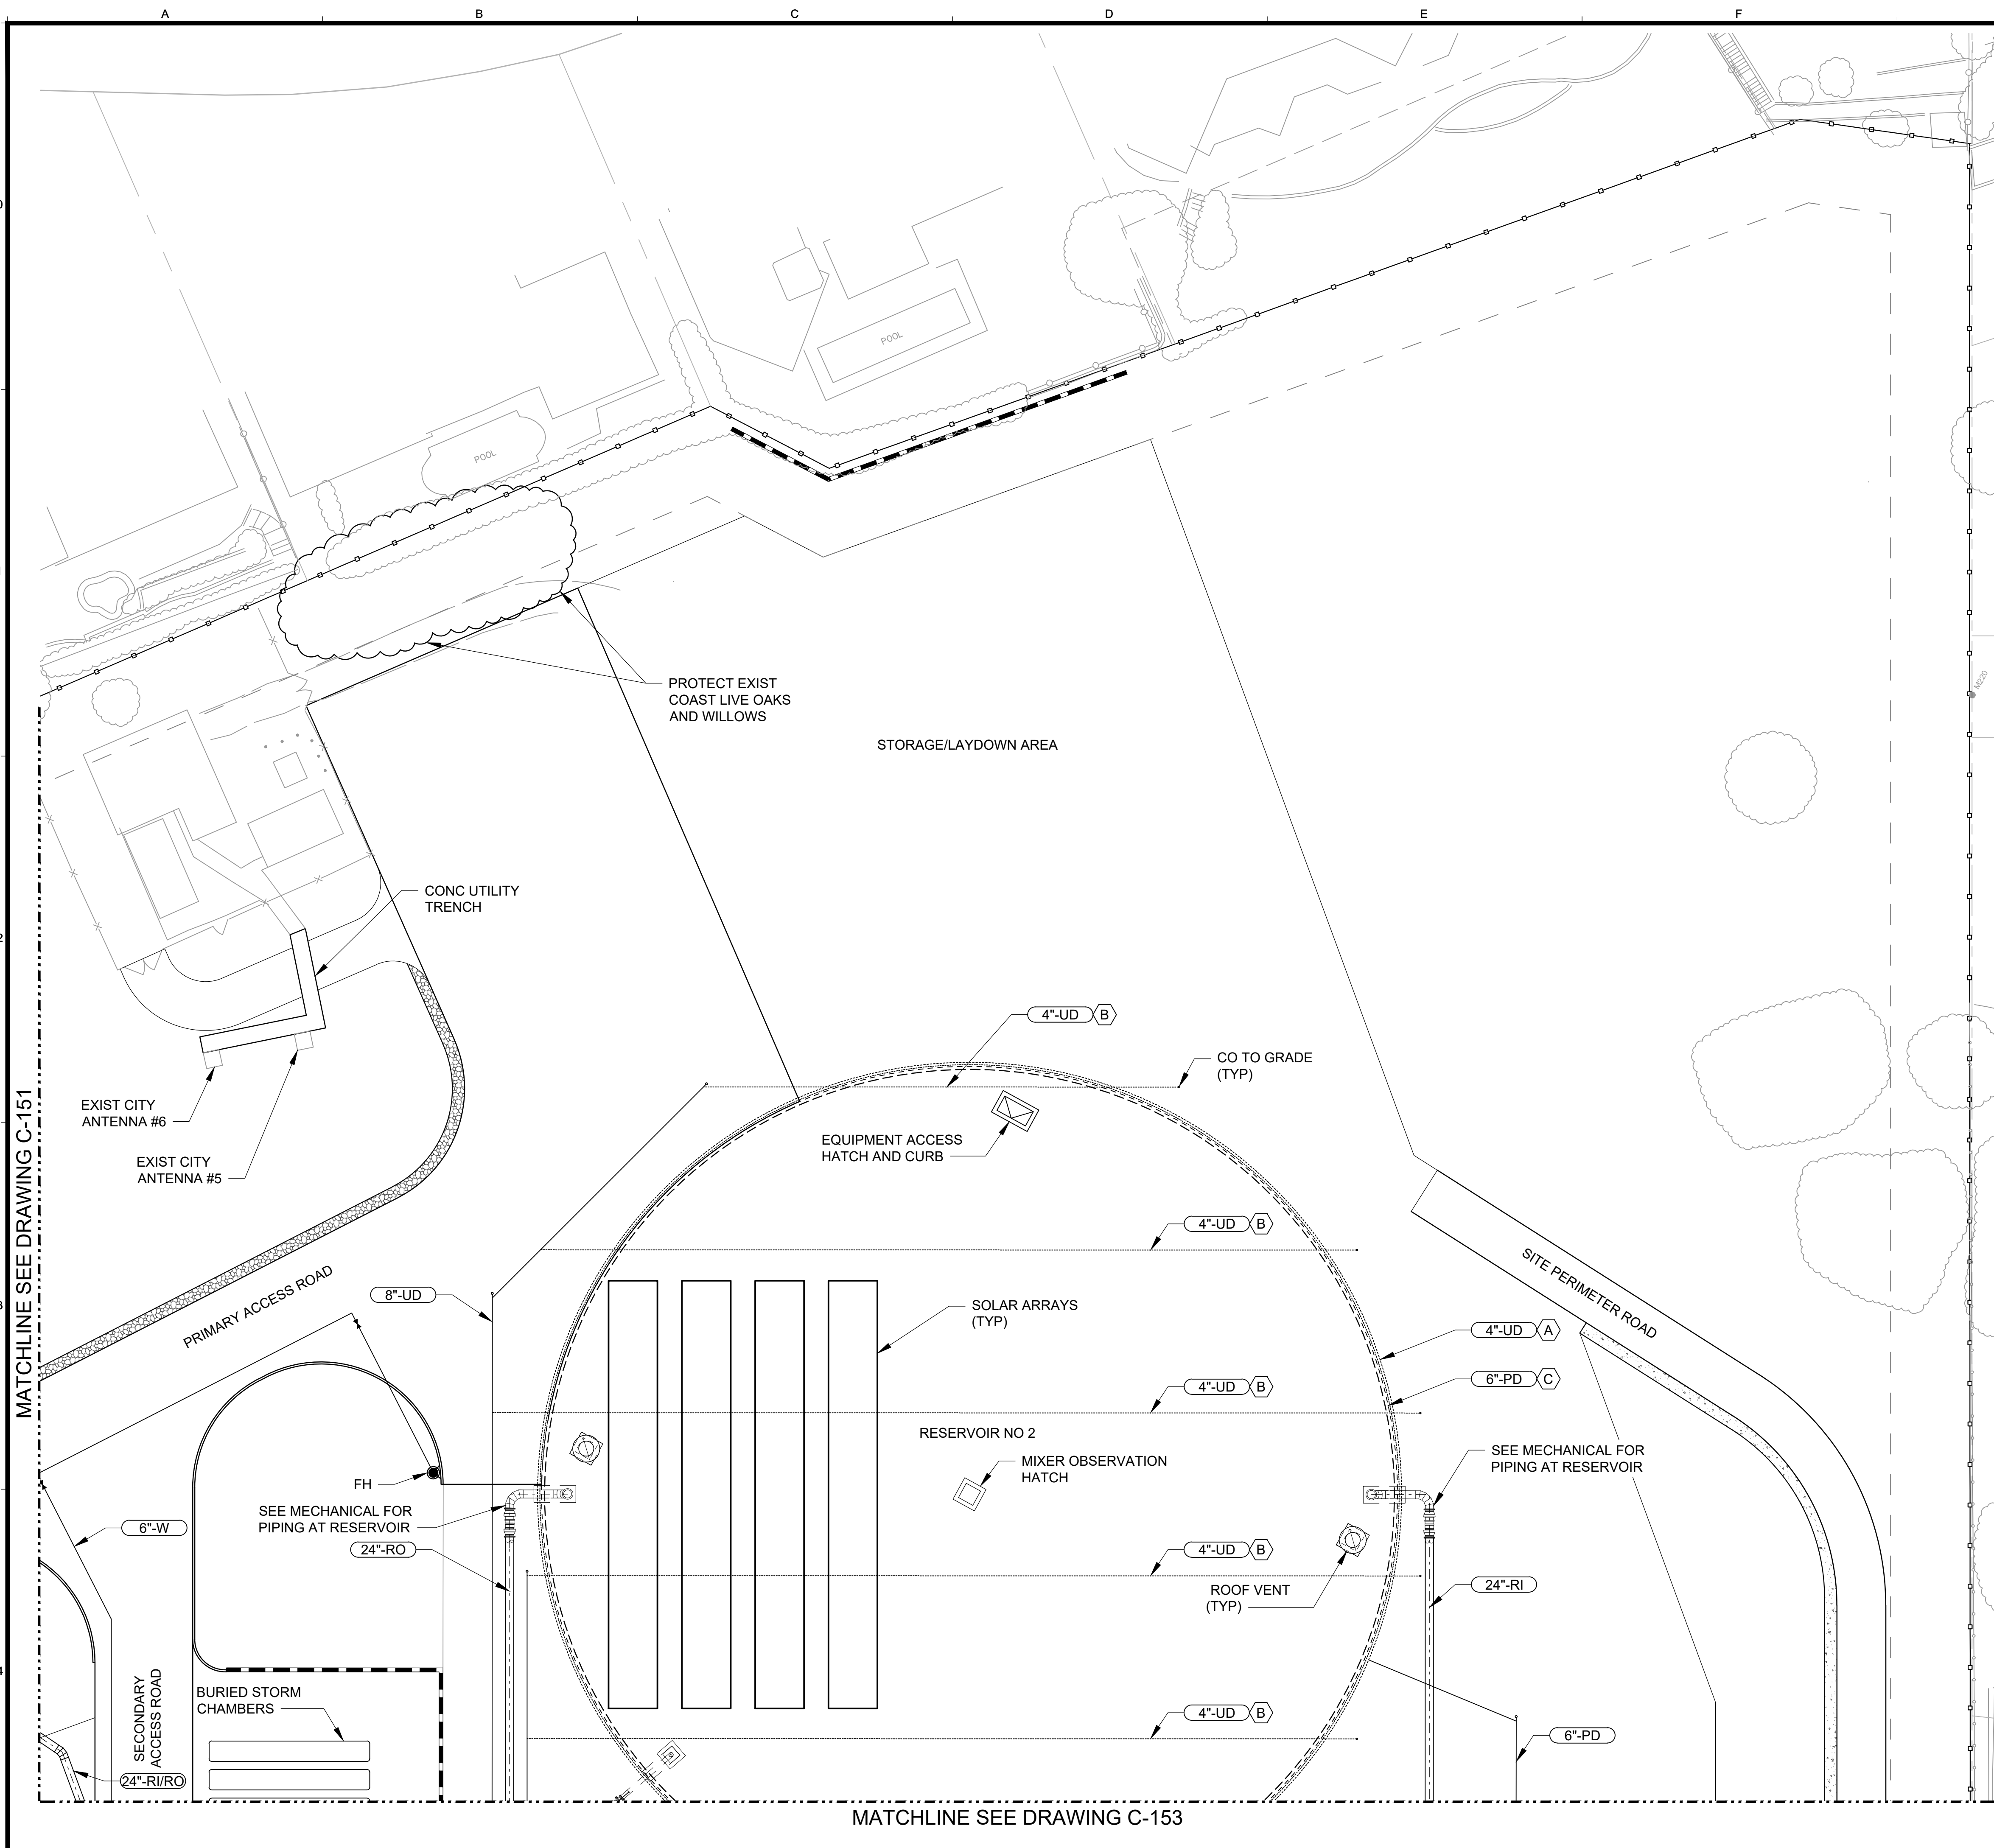 A
B
C
D
E
F
POOL
POOL
PROTECT EXIST
COAST LIVE OAKS
AND WILLOWS
M220
STORAGE/LAYDOWN AREA
CONC UTILITY
TRENCH
4"-UD B
CO TO GRADE
(TYP)
EXIST CITY
ANTENNA #6
EQUIPMENT ACCESS
HATCH AND CURB
EXIST CITY
ANTENNA #5
MATCHLINE SEE DRAWING C-151
4"-UD B
SITE PERIMETER ROAD
PRIMARY ACCESS ROAD
8"-UD
SOLAR ARRAYS
(TYP)
4"-UD A
6"-PD C
4"-UD B
RESERVOIR NO 2
MIXER OBSERVATION
HATCH
SEE MECHANICAL FOR
PIPING AT RESERVOIR
FH
SEE MECHANICAL FOR
PIPING AT RESERVOIR
6"-W
24"-RO
4"-UD B
24"-RI
ROOF VENT
(TYP)
SECONDARY
ACCESS ROAD
BURIED STORM
CHAMBERS
4"-UD B
6"-PD
24"-RI/RO
MATCHLINE SEE DRAWING C-153